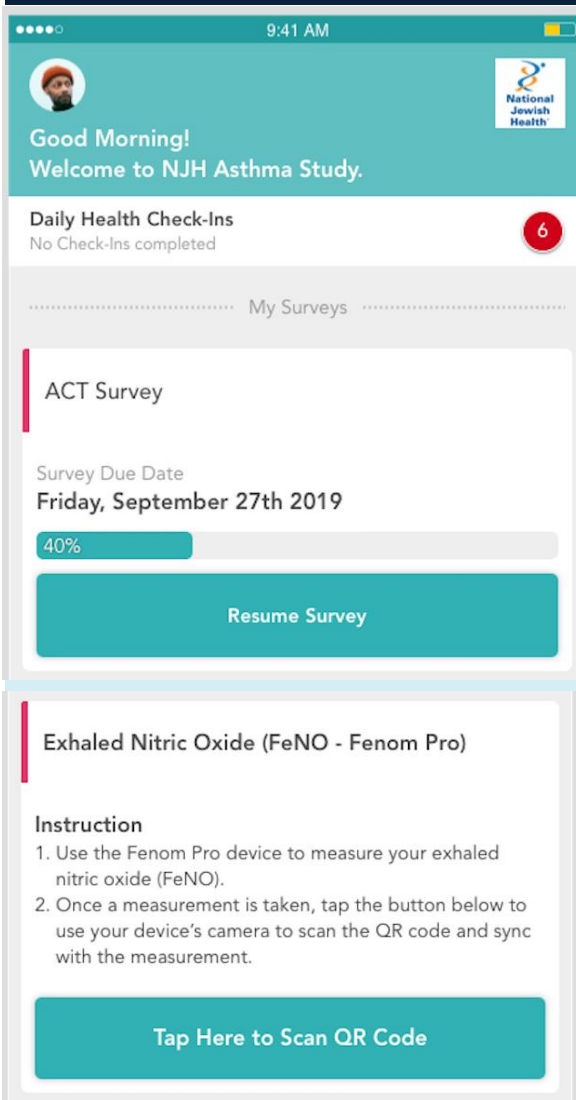 9:41 AM
National
Jewish
Health®
Good Morning!
Welcome to NJH Asthma Study.
Daily Health Check-Ins
No Check-Ins completed
6
My Surveys
ACT Survey
Survey Due Date
Friday, September 27th 2019
40%
Resume Survey
Exhaled Nitric Oxide (FeNO - Fenom Pro)
Instruction
1. Use the Fenom Pro device to measure your exhaled
nitric oxide (FeNO).
2. Once a measurement is taken, tap the button below to
use your device's camera to scan the QR code and sync
with the measurement.
Tap Here to Scan QR Code